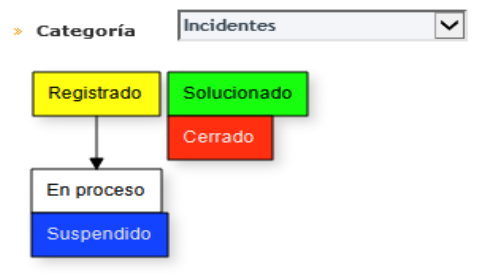 » Categoría Incidentes
Registrado Solucionado
Cerrado
En proceso
Suspendido